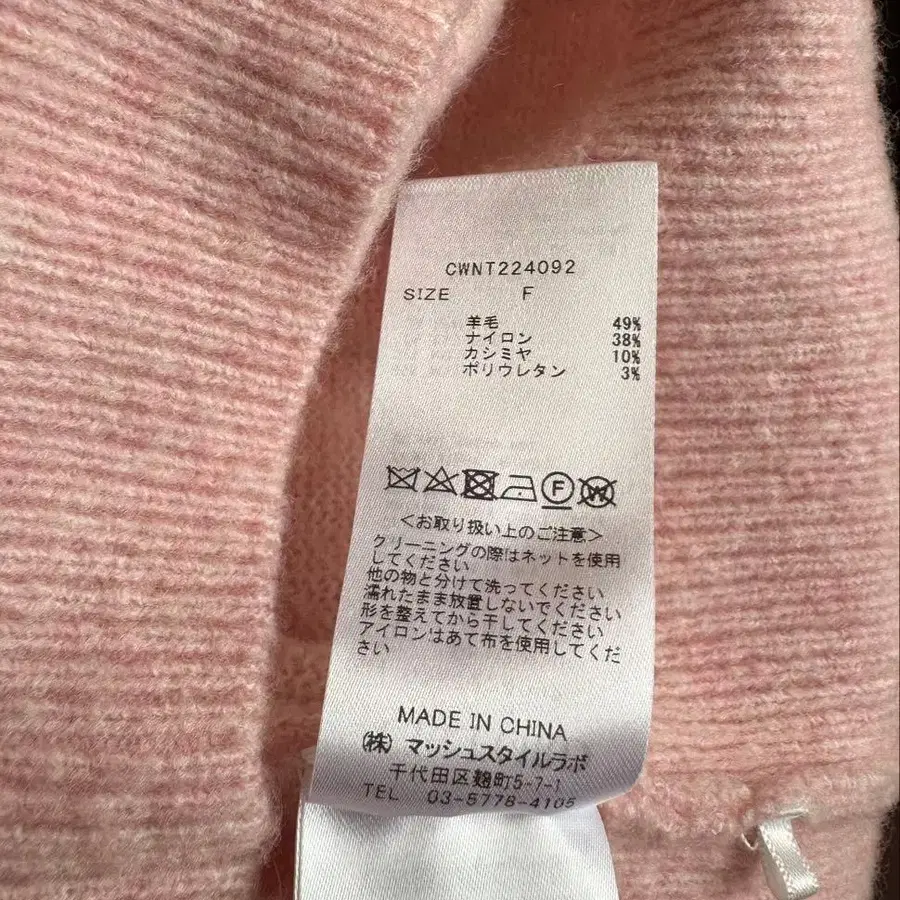 CWNT224092
SIZE F
羊毛 49%
ナイロン 38%
カシミヤ 10%
ポリウレタン 3%
F W
<お取り扱い上のご注意>
クリーニングの際はネットを使用
してください
他の物と分けて洗ってください
濡れたまま放置しないでください
形を整えてから干してください
アイロンはあて布を使用してくだ
さい
MADE IN CHINA
(株) マッシュスタイルラボ
千代田区麹町5-7-1
TEL 03-5778-4105